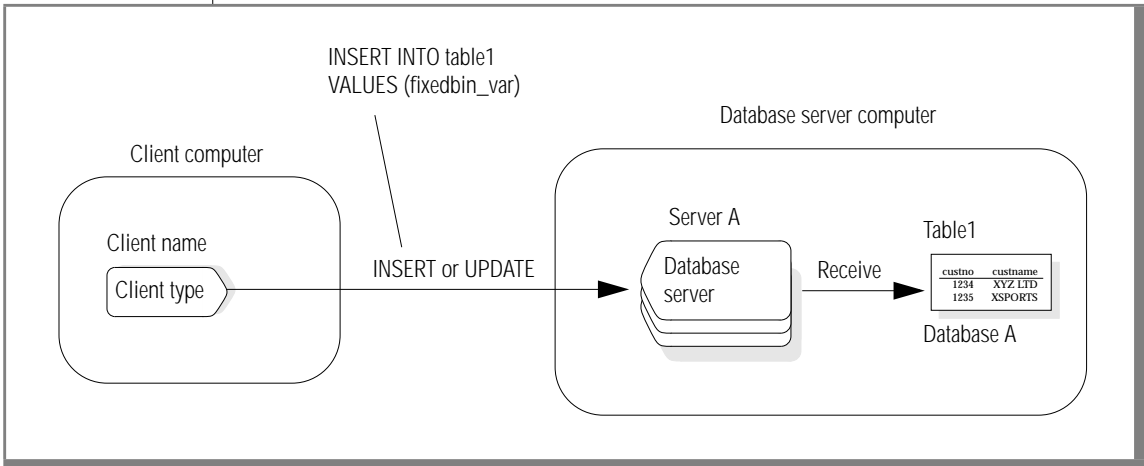 INSERT INTO table1
VALUES (fixedbin_var)
Database server computer
Client computer
Server A
Table1
Client name
Client type
INSERT or UPDATE
Database
server
Receive
custno custname
1234 XYZ LTD
1235 XSPORTS
Database A